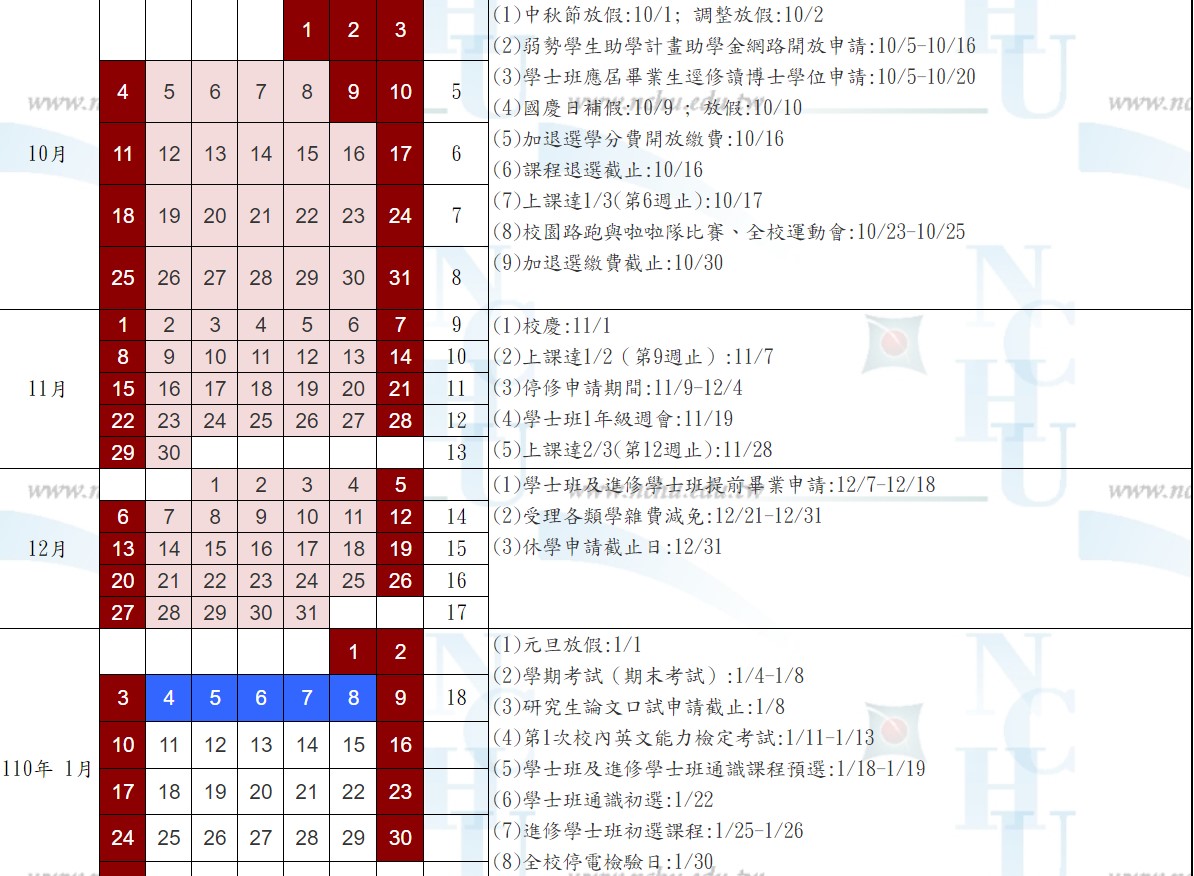 1 2 3
4 5 6 7 8 9 10 5
10月
11 12 13 14 15 16 17 6
18 19 20 21 22 23 24 7
25 26 27 28 29 30 31 8
(1)中秋節放假:10/1; 調整放假:10/2
(2)弱勢學生助學計畫助學金網路開放申請:10/5-10/16
(3)學士班應屆畢業生逕修讀博士學位申請:10/5-10/20
(4)國慶日補假:10/9 ; 放假:10/10
(5)加退選學分費開放繳費:10/16
(6)課程退選截止:10/16
(7)上課達1/3(第6週止):10/17
(8)校園路跑與啦啦隊比賽、全校運動會:10/23-10/25
(9)加退選繳費截止:10/30
1 2 3 4 5 6 7 9
8 9 10 11 12 13 14 10
11月
15 16 17 18 19 20 21 11
22 23 24 25 26 27 28 12
29 30 13
(1)校慶:11/1
(2)上課達1/2（第9週止）:11/7
(3)停修申請期間:11/9-12/4
(4)學士班1年級週會:11/19
(5)上課達2/3(第12週止):11/28
1 2 3 4 5
6 7 8 9 10 11 12 14
12月
13 14 15 16 17 18 19 15
20 21 22 23 24 25 26 16
27 28 29 30 31 17
(1)學士班及進修學士班提前畢業申請:12/7-12/18
(2)受理各類學雜費減免:12/21-12/31
(3)休學申請截止日:12/31
1 2
3 4 5 6 7 8 9 18
10 11 12 13 14 15 16
110年 1月
17 18 19 20 21 22 23
24 25 26 27 28 29 30
(1)元旦放假:1/1
(2)學期考試（期末考試）:1/4-1/8
(3)研究生論文口試申請截止:1/8
(4)第1次校內英文能力檢定考試:1/11-1/13
(5)學士班及進修學士班通識課程預選:1/18-1/19
(6)學士班通識初選:1/22
(7)進修學士班初選課程:1/25-1/26
(8)全校停電檢驗日:1/30
www.nchu.edu.tw
www.nchu.edu.tw
NCHU
NCHU
NCHU